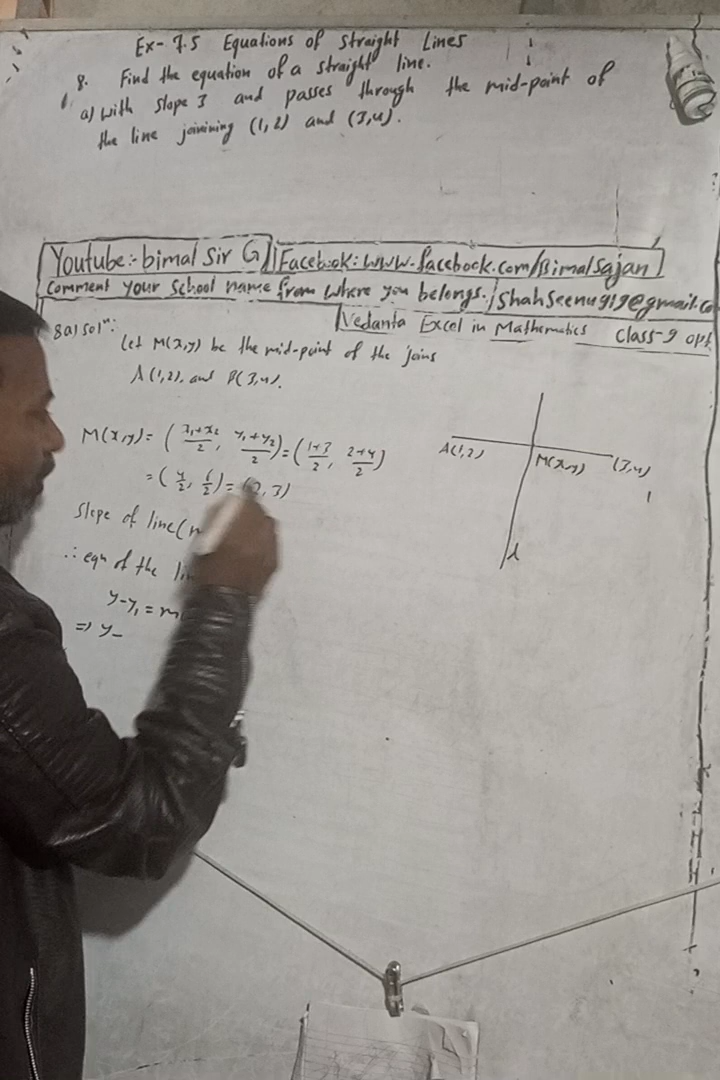 Ex- 7.5 Equations of Straight Lines
8. Find the equation of a straight line.
a) with slope 3 and passes through the mid-point of
the line joinining (1,2) and (3,4).
Youtube:- bimal Sir G
Facebook: www.facebook.com/Bimalsajan
Comment your school name from where you belongs. / Shahseenu919@gmail.co
Vedanta Excel in Mathematics class-9 opt
8a) solⁿ:
Let M(x,y) be the mid-point of the joins
A(1,2) and B(3,4).
M(x,y) = (x₁+x₂/2, y₁+y₂/2) = (1+3/2, 2+4/2)
= (4/2, 6/2) = (2,3)
Slope of line(
∴ eqn of the
y-y₁ = m
=> y-
A(1,2) M(x,y) (3,4)